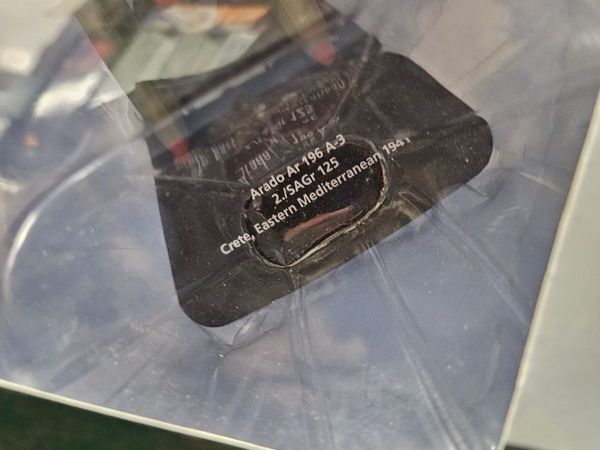 Arado Ar 196 A-3
2./SAGr 125
Crete, Eastern Mediterranean 1941